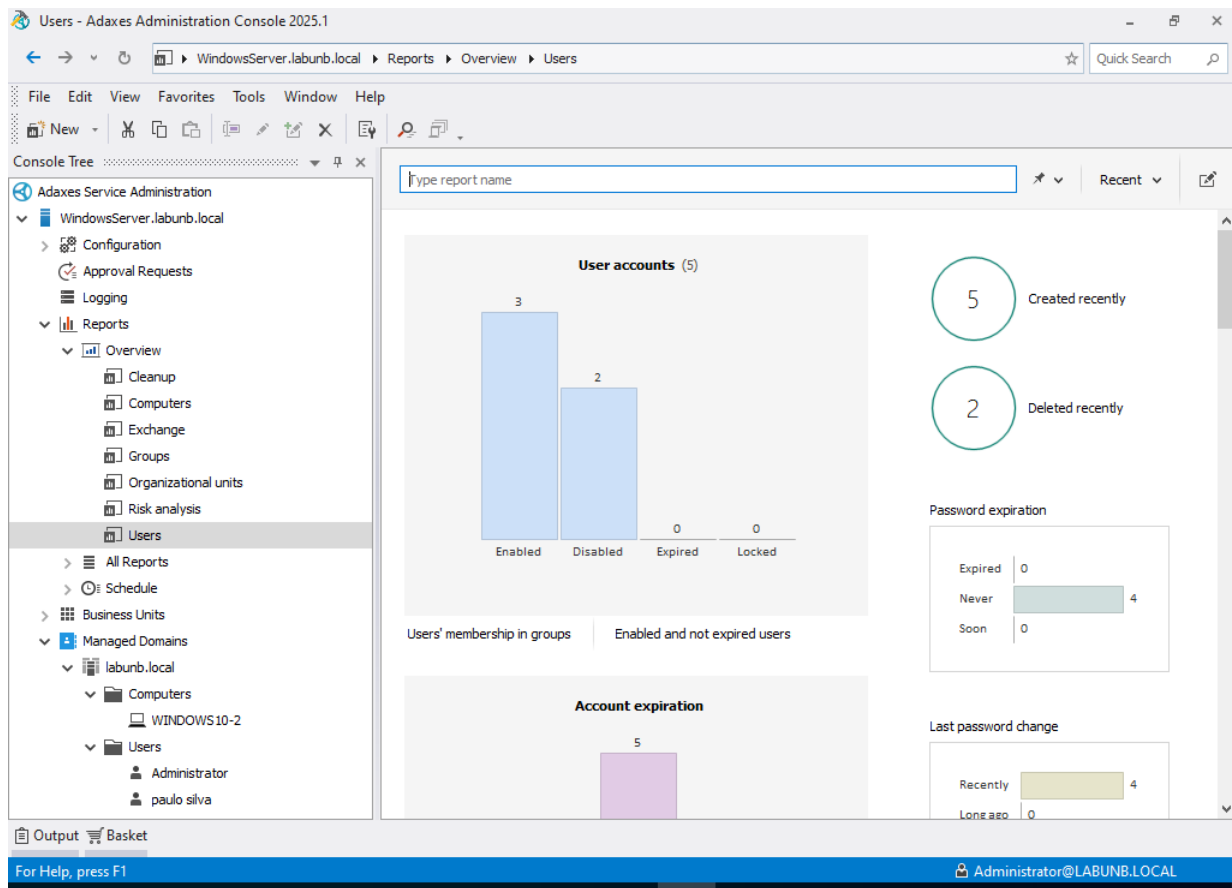 Users - Adaxes Administration Console 2025.1
WindowsServer.labunb.local Reports Overview Users
Quick Search
File Edit View Favorites Tools Window Help
New
Console Tree
Adaxes Service Administration
WindowsServer.labunb.local
Configuration
Approval Requests
Logging
Reports
Overview
Cleanup
Computers
Exchange
Groups
Organizational units
Risk analysis
Users
All Reports
Schedule
Business Units
Managed Domains
labunb.local
Computers
WINDOWS10-2
Users
Administrator
paulo silva
Type report name
Recent
User accounts (5)
3
2
0
0
Enabled Disabled Expired Locked
Users' membership in groups
Enabled and not expired users
Account expiration
5
5 Created recently
2 Deleted recently
Password expiration
Expired 0
Never 4
Soon 0
Last password change
Recently 4
Long ago 0
Output Basket
For Help, press F1
Administrator@LABUNB.LOCAL